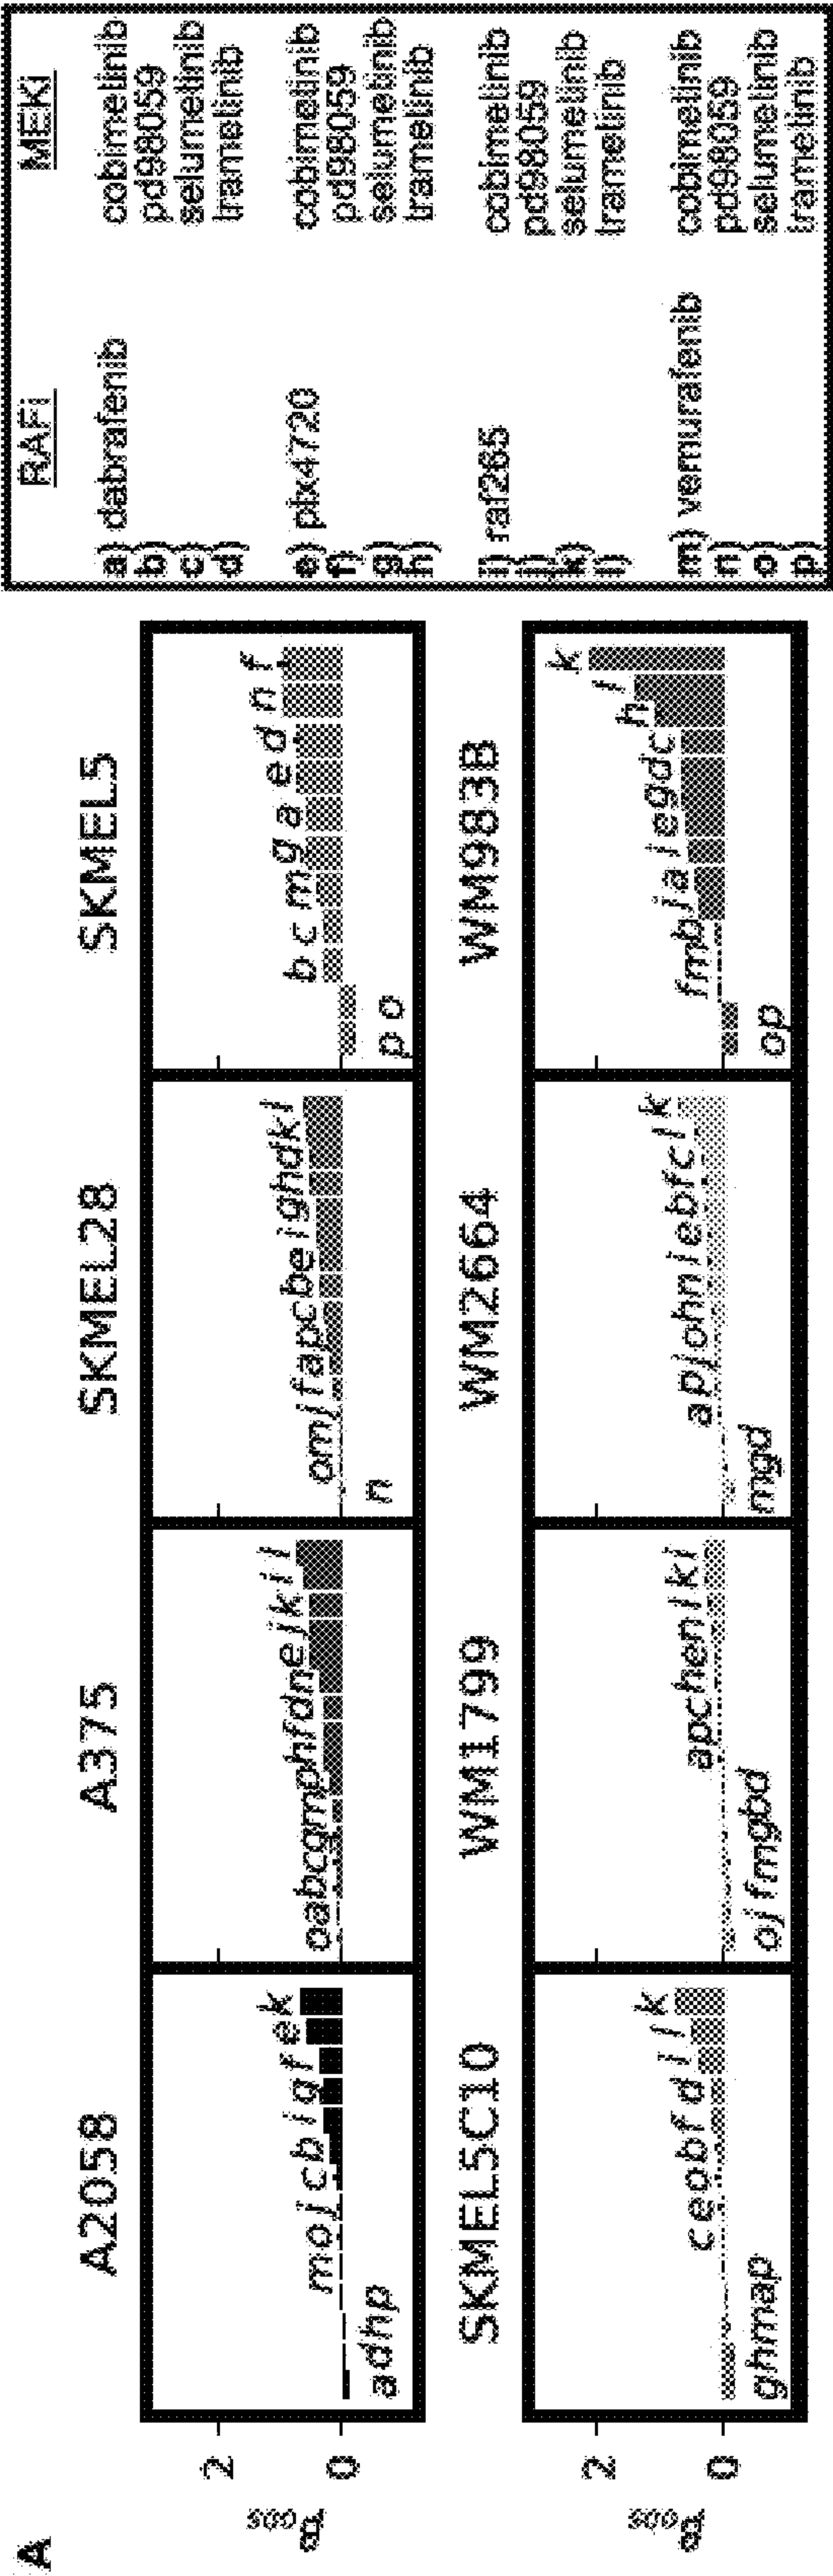 A
A2058
A375
SKMEL28
SKMEL5
2
0
a d h p
m o j c b i g f e k
n
b c m g a e d n f
p o
SKMEL5C10
WM1799
WM2664
WM983B
2
0
g h m a p
c e o b f d i l k
o j f m g b d
a p c h e n l k i
m g d
a p j o h n i e b f c l k
o p
RAFi MEKi
a) dabrafenib cobimetinib
b) pd98059
c) selumetinib
d) trametinib
e) plx4720 cobimetinib
f) pd98059
g) selumetinib
h) trametinib
i) raf265 cobimetinib
j) pd98059
k) selumetinib
l) trametinib
m) vemurafenib cobimetinib
n) pd98059
o) selumetinib
p) trametinib